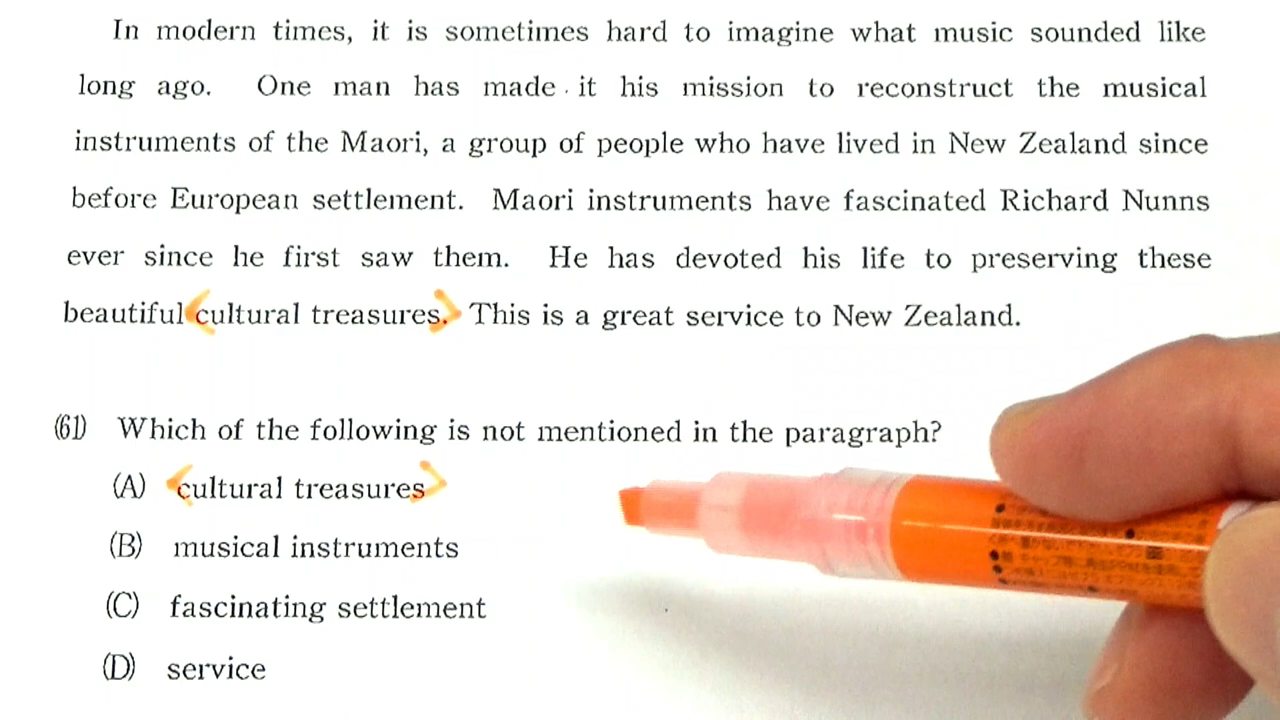 In modern times, it is sometimes hard to imagine what music sounded like
long ago. One man has made it his mission to reconstruct the musical
instruments of the Maori, a group of people who have lived in New Zealand since
before European settlement. Maori instruments have fascinated Richard Nunns
ever since he first saw them. He has devoted his life to preserving these
beautiful cultural treasures. This is a great service to New Zealand.
(61) Which of the following is not mentioned in the paragraph?
(A) cultural treasures
(B) musical instruments
(C) fascinating settlement
(D) service